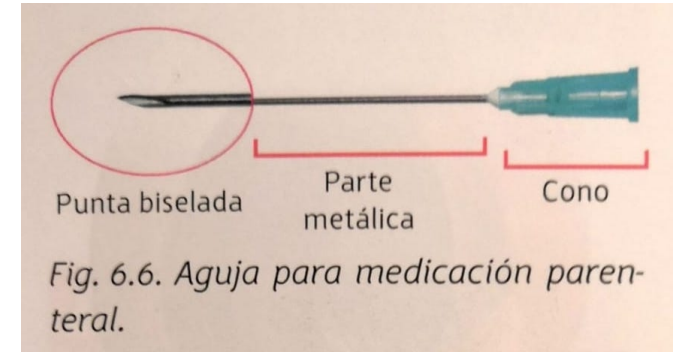 Punta biselada
Parte
metálica
Cono
Fig. 6.6. Aguja para medicación paren-
teral.